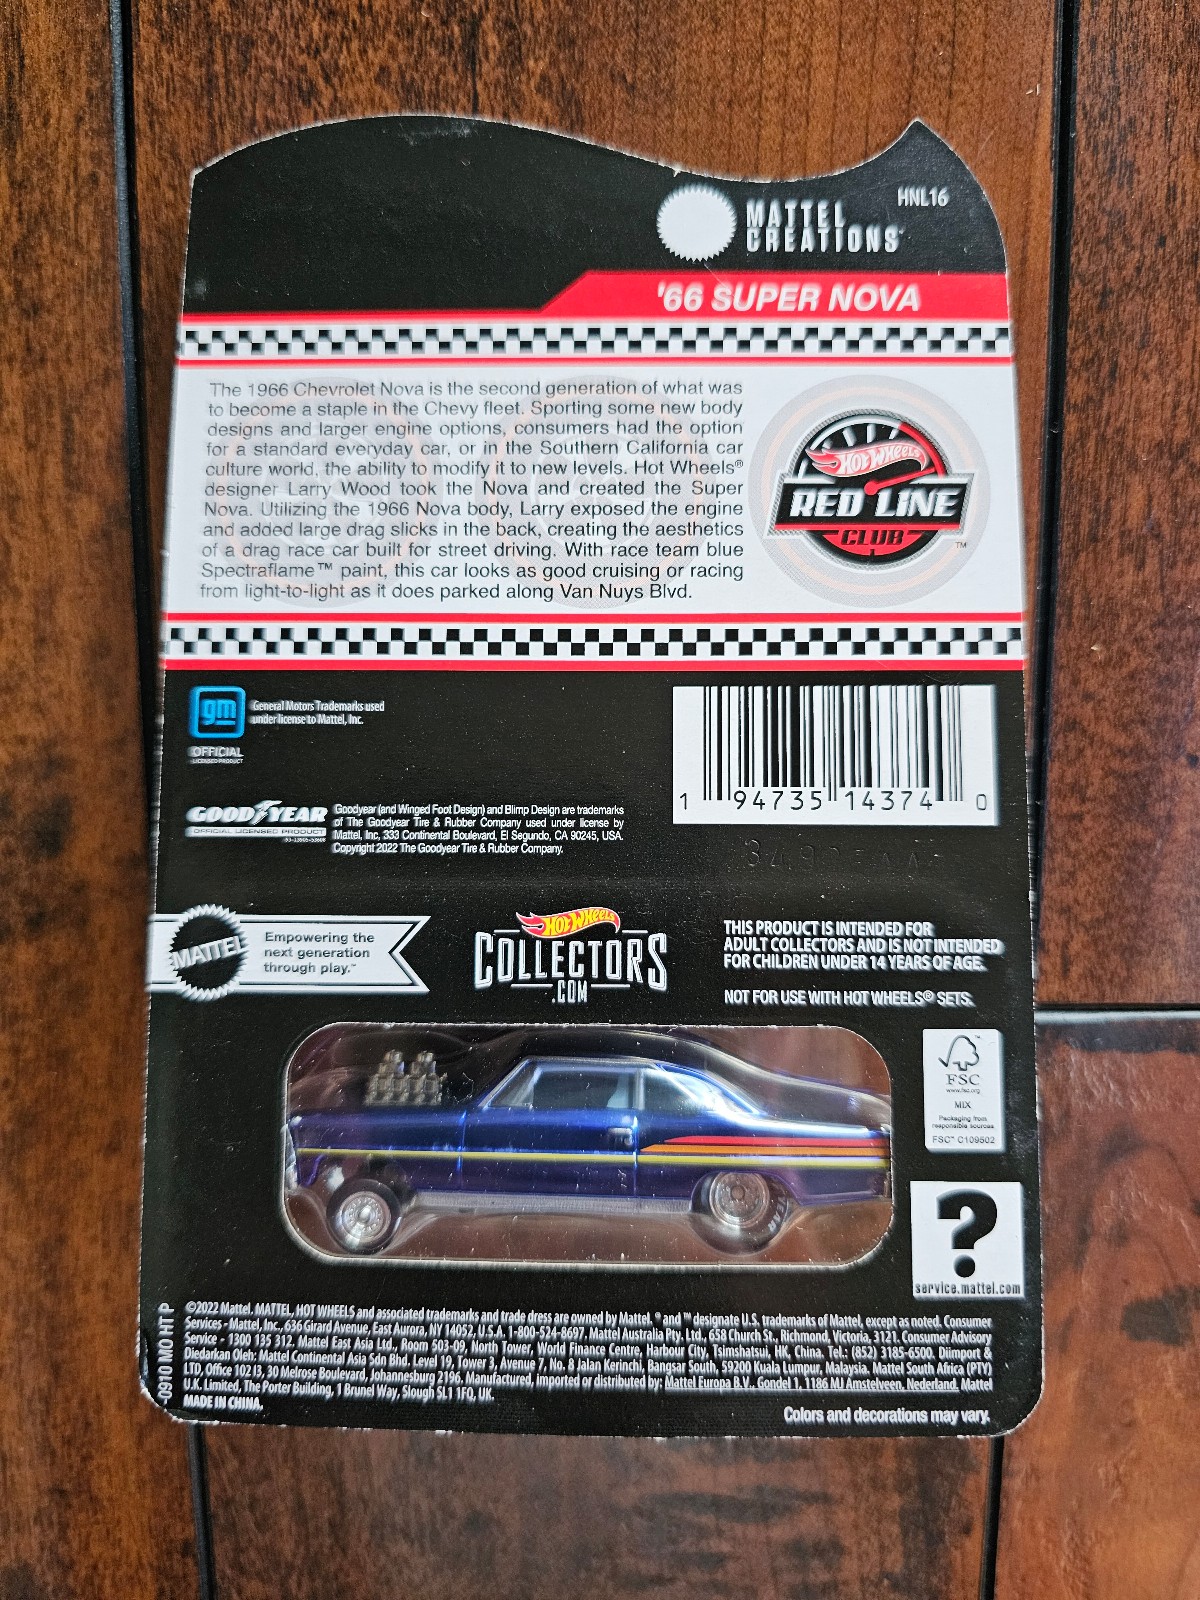 HNL16
MATTEL
CREATIONS™
'66 SUPER NOVA
The 1966 Chevrolet Nova is the second generation of what was
to become a staple in the Chevy fleet. Sporting some new body
designs and larger engine options, consumers had the option
for a standard everyday car, or in the Southern California car
culture world, the ability to modify it to new levels. Hot Wheels®
designer Larry Wood took the Nova and created the Super
Nova. Utilizing the 1966 Nova body, Larry exposed the engine
and added large drag slicks in the back, creating the aesthetics
of a drag race car built for street driving. With race team blue
Spectraflame™ paint, this car looks as good cruising or racing
from light-to-light as it does parked along Van Nuys Blvd.
HOT WHEELS
RED LINE
CLUB™
gm
OFFICIAL
LICENSED PRODUCT
General Motors Trademarks used
under license to Mattel, Inc.
1 94735 14374 0
GOODYEAR
OFFICIAL LICENSED PRODUCT
Goodyear (and Winged Foot Design) and Blimp Design are trademarks
of The Goodyear Tire & Rubber Company used under license by
Mattel, Inc, 333 Continental Boulevard, El Segundo, CA 90245, USA.
Copyright 2022 The Goodyear Tire & Rubber Company.
MATTEL
Empowering the
next generation
through play.™
HOT WHEELS
COLLECTORS
.COM
THIS PRODUCT IS INTENDED FOR
ADULT COLLECTORS AND IS NOT INTENDED
FOR CHILDREN UNDER 14 YEARS OF AGE.
NOT FOR USE WITH HOT WHEELS® SETS.
FSC
www.fsc.org
MIX
Packaging from
responsible sources
FSC™ C109502
?
service.mattel.com
0910 MO HT P
©2022 Mattel. MATTEL, HOT WHEELS and associated trademarks and trade dress are owned by Mattel. ® and ™ designate U.S. trademarks of Mattel, except as noted. Consumer
Services - Mattel, Inc., 636 Girard Avenue, East Aurora, NY 14052, U.S.A. 1-800-524-8697. Mattel Australia Pty., Ltd., 658 Church St., Richmond, Victoria, 3121. Consumer Advisory
Service - 1300 135 312. Mattel East Asia Ltd., Room 503-09, North Tower, World Finance Centre, Harbour City, Tsimshatsui, HK, China. Tel.: (852) 3185-6500. Diimport &
Diedarkan Oleh: Mattel Continental Asia Sdn Bhd. Level 19, Tower 3, Avenue 7, No. 8 Jalan Kerinchi, Bangsar South, 59200 Kuala Lumpur, Malaysia. Mattel South Africa (PTY)
LTD, Office 102 I3, 30 Melrose Boulevard, Johannesburg 2196. Manufactured, imported or distributed by: Mattel Europa B.V., Gondel 1, 1186 MJ Amstelveen, Nederland. Mattel
U.K. Limited, The Porter Building, 1 Brunel Way, Slough SL1 1FQ, UK.
MADE IN CHINA.
Colors and decorations may vary.